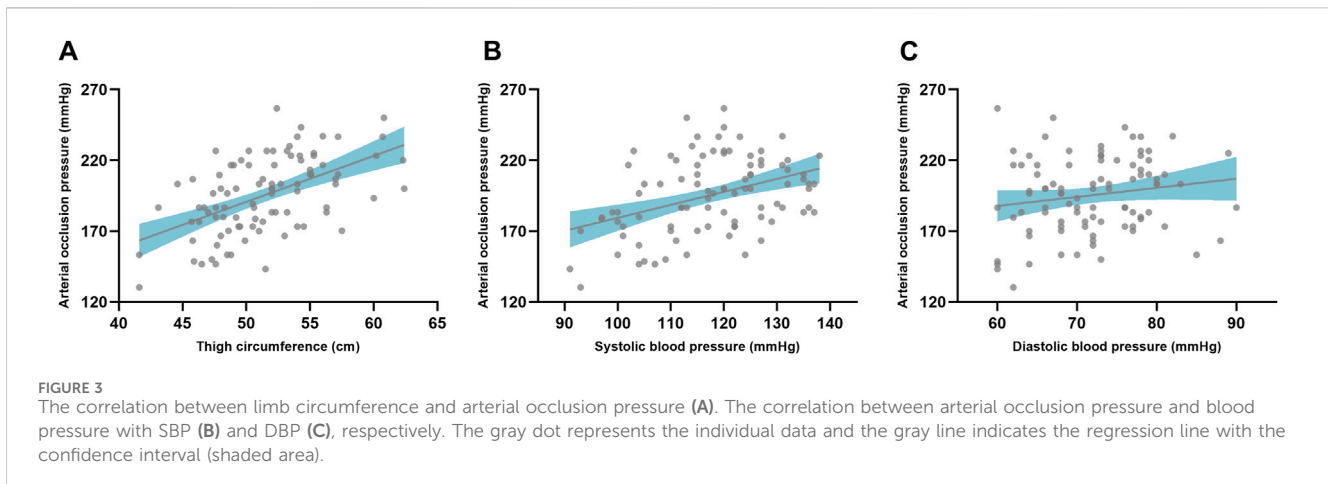 A
B
C
Arterial occlusion pressure (mmHg)
270
220
170
120
40 45 50 55 60 65
Thigh circumference (cm)
Arterial occlusion pressure (mmHg)
270
220
170
120
90 100 110 120 130 140
Systolic blood pressure (mmHg)
Arterial occlusion pressure (mmHg)
270
220
170
120
60 70 80 90
Diastolic blood pressure (mmHg)
FIGURE 3
The correlation between limb circumference and arterial occlusion pressure (A). The correlation between arterial occlusion pressure and blood
pressure with SBP (B) and DBP (C), respectively. The gray dot represents the individual data and the gray line indicates the regression line with the
confidence interval (shaded area).